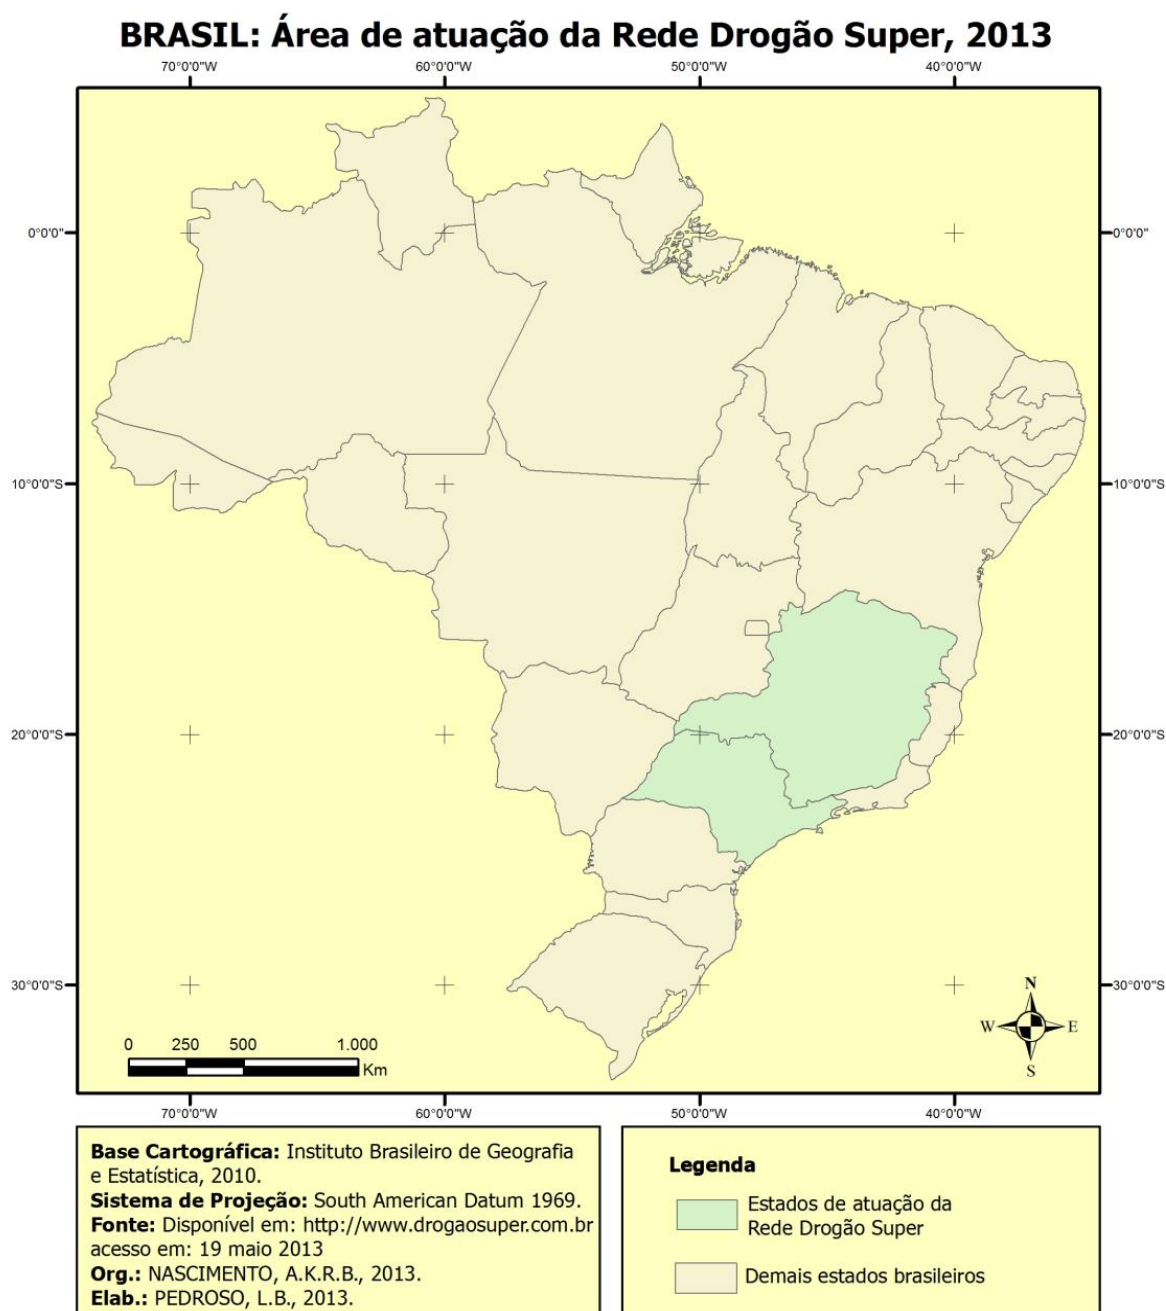 BRASIL: Área de atuação da Rede Drogão Super, 2013
70°0'0"W 60°0'0"W 50°0'0"W 40°0'0"W
0°0'0" 0°0'0"
10°0'0"S 10°0'0"S
20°0'0"S 20°0'0"S
30°0'0"S 30°0'0"S
N
W E
S
0 250 500 1.000
Km
70°0'0"W 60°0'0"W 50°0'0"W 40°0'0"W
Base Cartográfica: Instituto Brasileiro de Geografia
e Estatística, 2010.
Sistema de Projeção: South American Datum 1969.
Fonte: Disponível em: http://www.drogaosuper.com.br
acesso em: 19 maio 2013
Org.: NASCIMENTO, A.K.R.B., 2013.
Elab.: PEDROSO, L.B., 2013.
Legenda
Estados de atuação da
Rede Drogão Super
Demais estados brasileiros